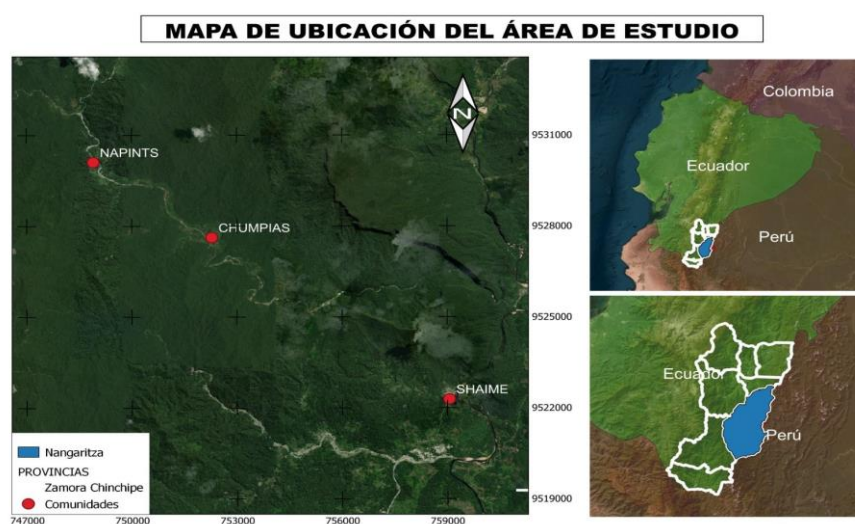 MAPA DE UBICACIÓN DEL ÁREA DE ESTUDIO
N
NAPINTS
CHUMPIAS
SHAIME
9531000
9528000
9525000
9522000
9519000
747000 750000 753000 756000 759000
Nangaritza
PROVINCIAS
Zamora Chinchipe
Comunidades
Colombia
Ecuador
Perú
Ecuador
Perú